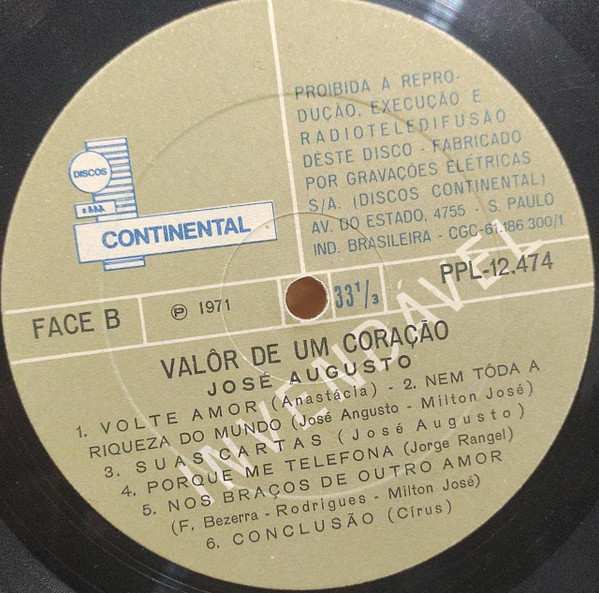 PROIBIDA A REPRO-
DUÇÃO, EXECUÇÃO E
RADIOTELEDIFUSÃO
DESTE DISCO - FABRICADO
POR GRAVAÇÕES ELÉTRICAS
S/A. (DISCOS CONTINENTAL)
AV. DO ESTADO, 4755 - S. PAULO
IND. BRASILEIRA - CGC-61.186.300/1
DISCOS
CONTINENTAL
FACE B
℗ 1971
33 1/3
PPL-12.474
INVENDÁVEL
VALÔR DE UM CORAÇÃO
JOSÉ AUGUSTO
1. VOLTE AMOR (Anastácia) - 2. NEM TÔDA A
RIQUEZA DO MUNDO (José Angusto - Milton José)
3. SUAS CARTAS (José Augusto)
4. PORQUE ME TELEFONA (Jorge Rangel)
5. NOS BRAÇOS DE OUTRO AMOR
(F. Bezerra - Rodrigues - Milton José)
6. CONCLUSÃO (Círus)